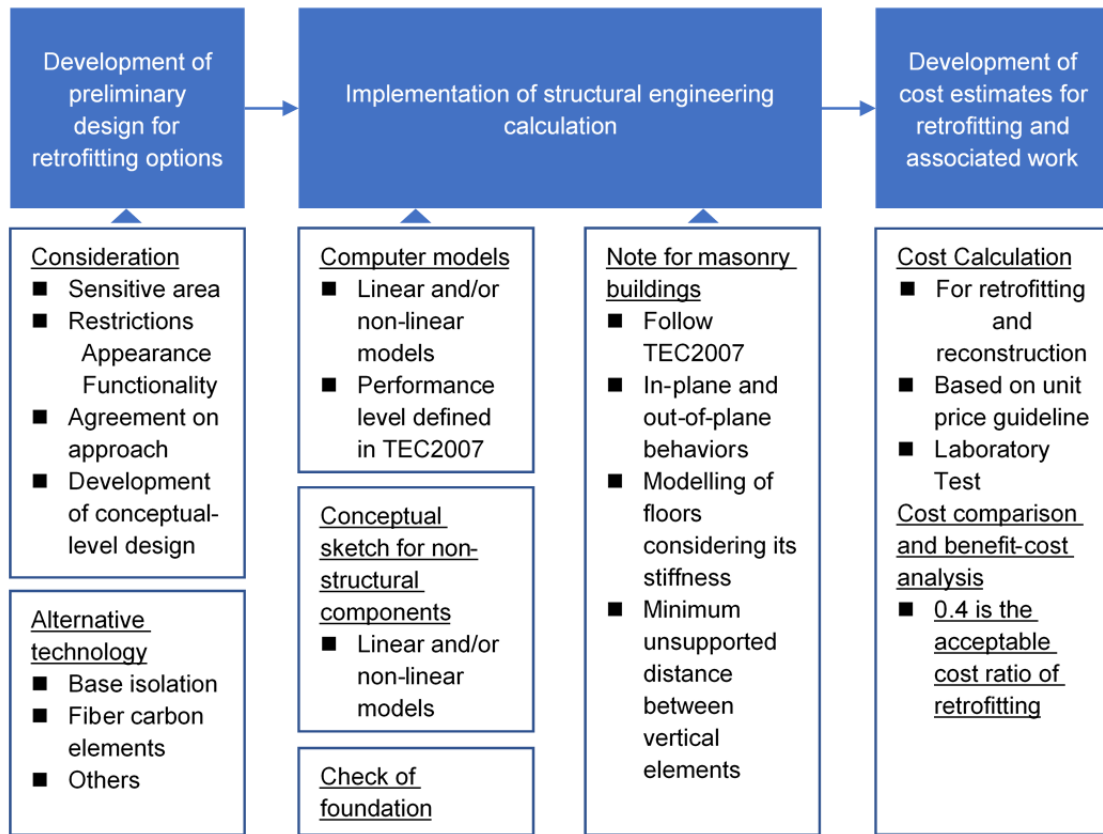 Development of
preliminary
design for
retrofitting options
Implementation of structural engineering
calculation
Development of
cost estimates for
retrofitting and
associated work
Consideration
■ Sensitive area
■ Restrictions
Appearance
Functionality
■ Agreement on
approach
■ Development
of conceptual-
level design
Alternative
technology
■ Base isolation
■ Fiber carbon
elements
■ Others
Computer models
■ Linear and/or
non-linear
models
■ Performance
level defined
in TEC2007
Conceptual
sketch for non-
structural
components
■ Linear and/or
non-linear
models
Check of
foundation
Note for masonry
buildings
■ Follow
TEC2007
■ In-plane and
out-of-plane
behaviors
■ Modelling of
floors
considering its
stiffness
■ Minimum
unsupported
distance
between
vertical
elements
Cost Calculation
■ For retrofitting
and
reconstruction
■ Based on unit
price guideline
■ Laboratory
Test
Cost comparison
and benefit-cost
analysis
■ 0.4 is the
acceptable
cost ratio of
retrofitting